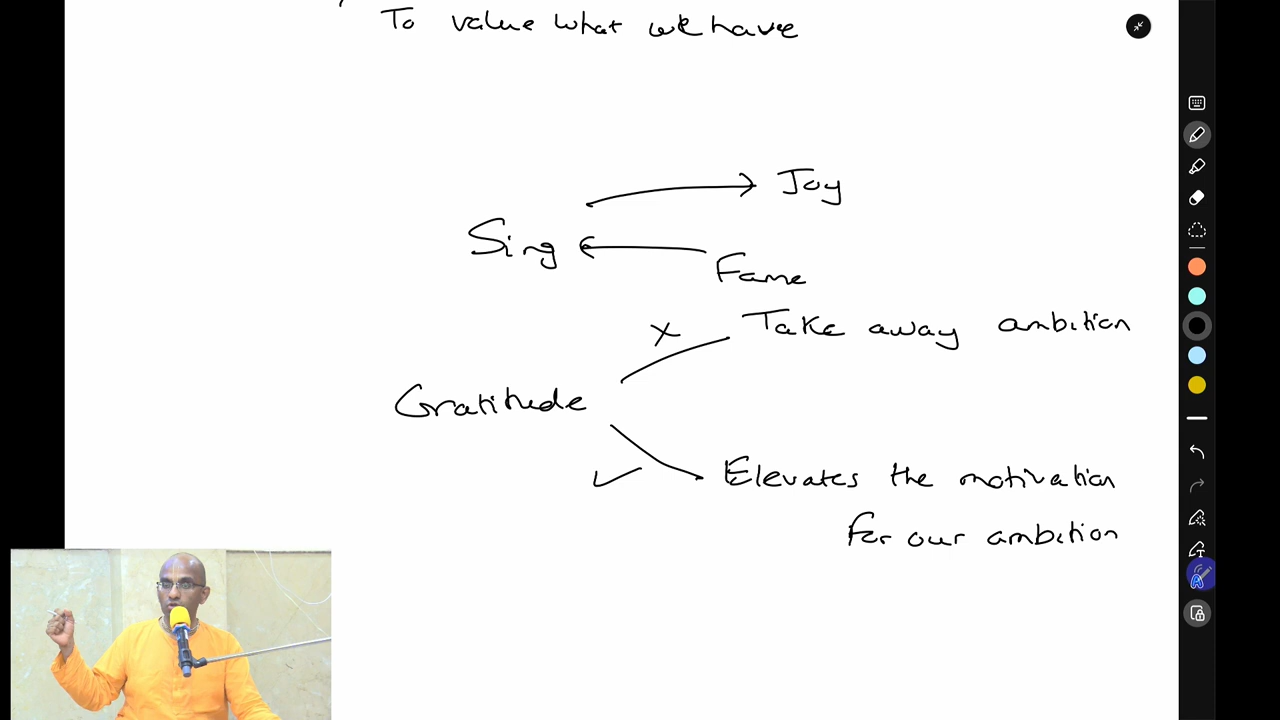 To value what we have
Joy
Sing
Fame
x Take away ambition
Gratitude
Elevates the motivation
for our ambition